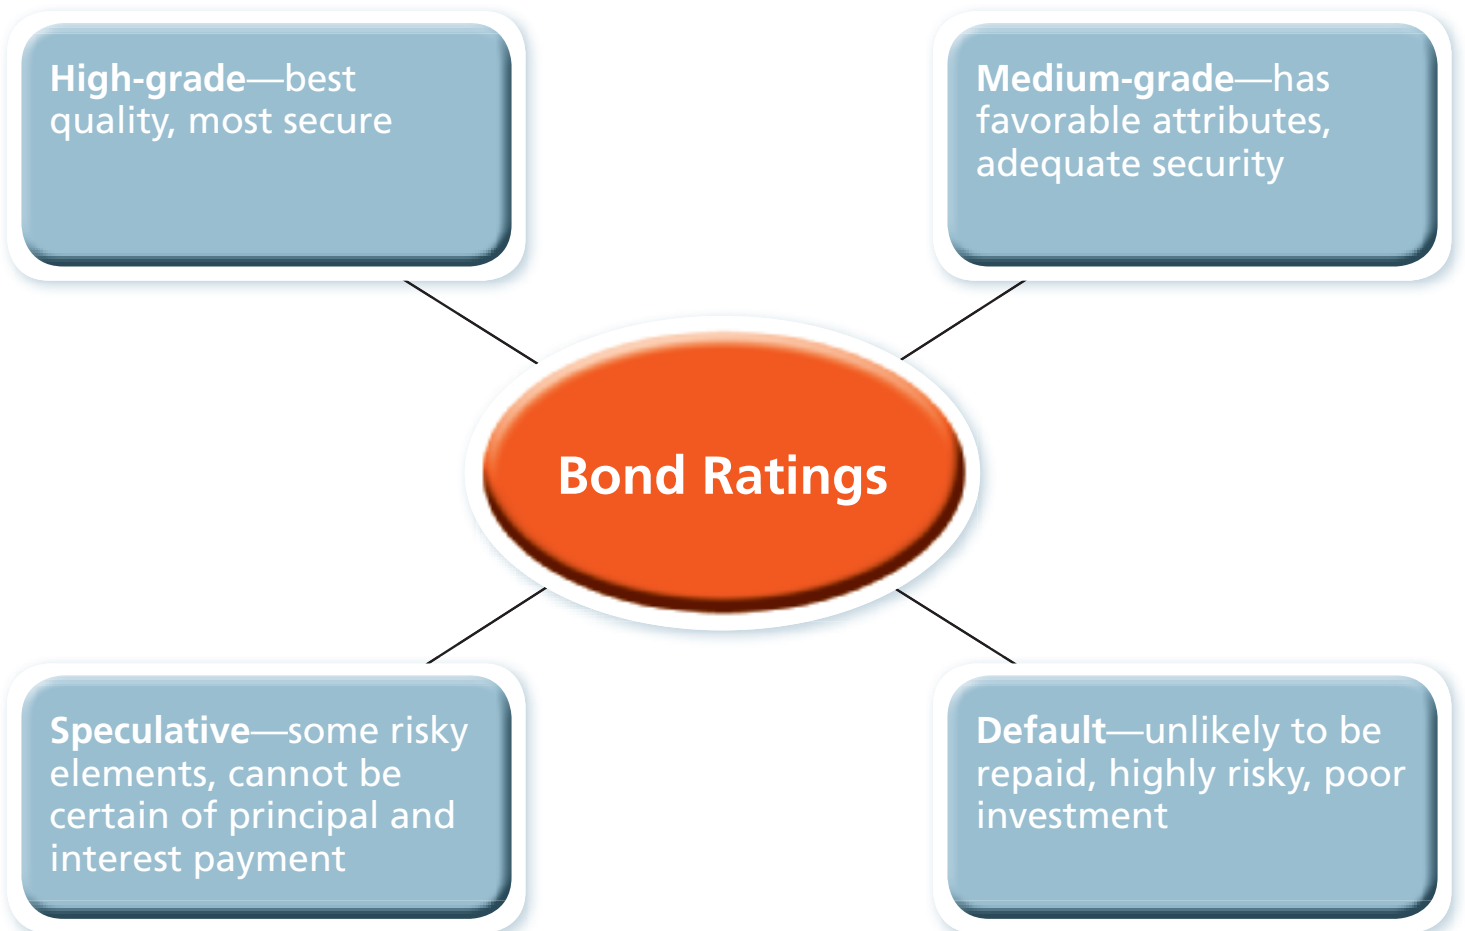 High-grade—best
quality, most secure
Medium-grade—has
favorable attributes,
adequate security
Bond Ratings
Speculative—some risky
elements, cannot be
certain of principal and
interest payment
Default—unlikely to be
repaid, highly risky, poor
investment